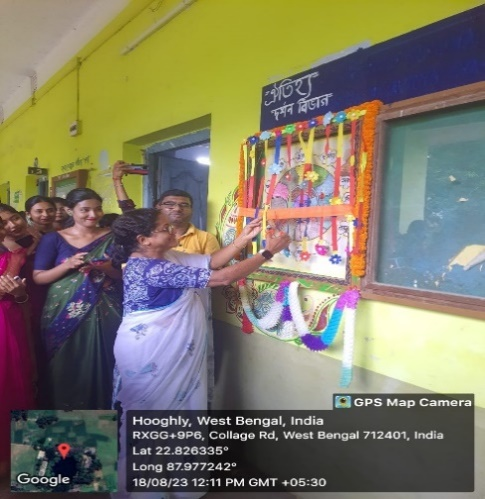 ঐতিহ্য
দর্শন বিভাগ
GPS Map Camera
Hooghly, West Bengal, India
RXGG+9P6, Collage Rd, West Bengal 712401, India
Lat 22.826335°
Long 87.977242°
18/08/23 12:11 PM GMT +05:30
Google